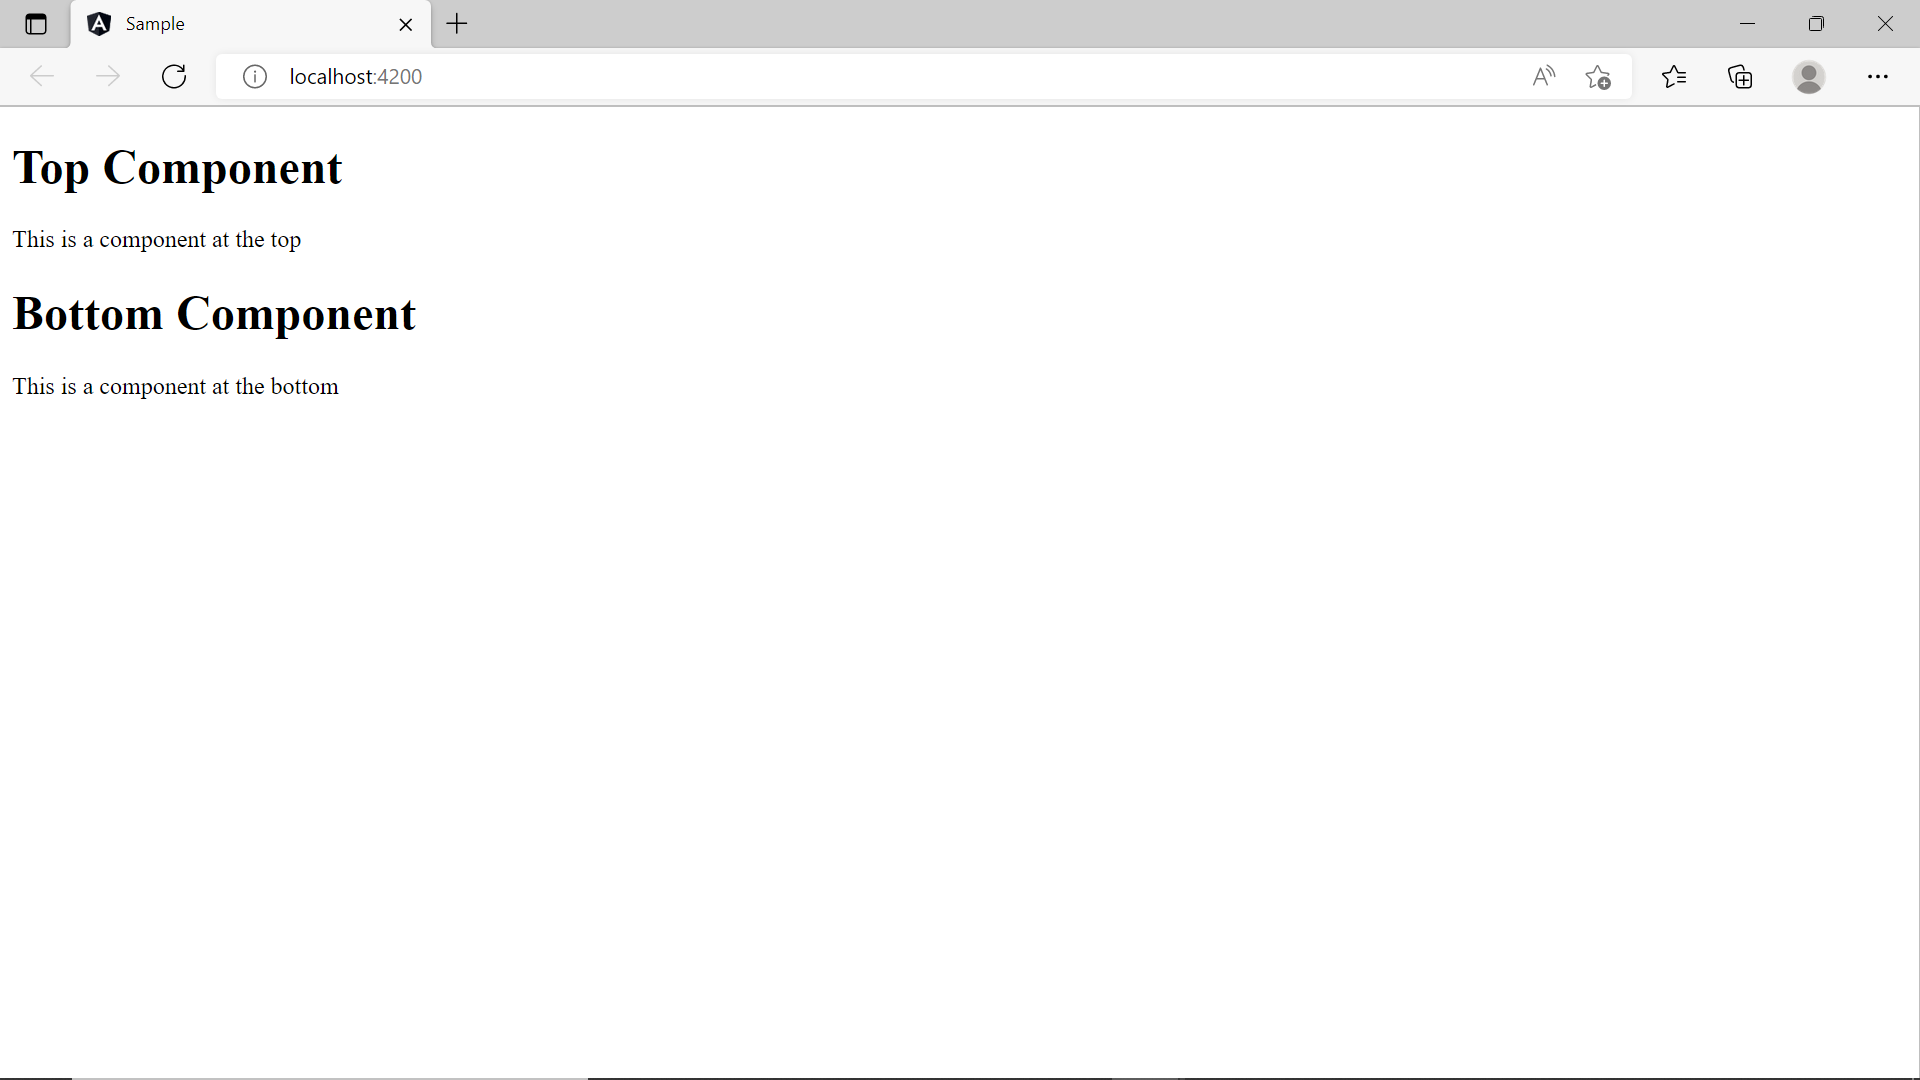 Sample
localhost:4200
Top Component
This is a component at the top
Bottom Component
This is a component at the bottom